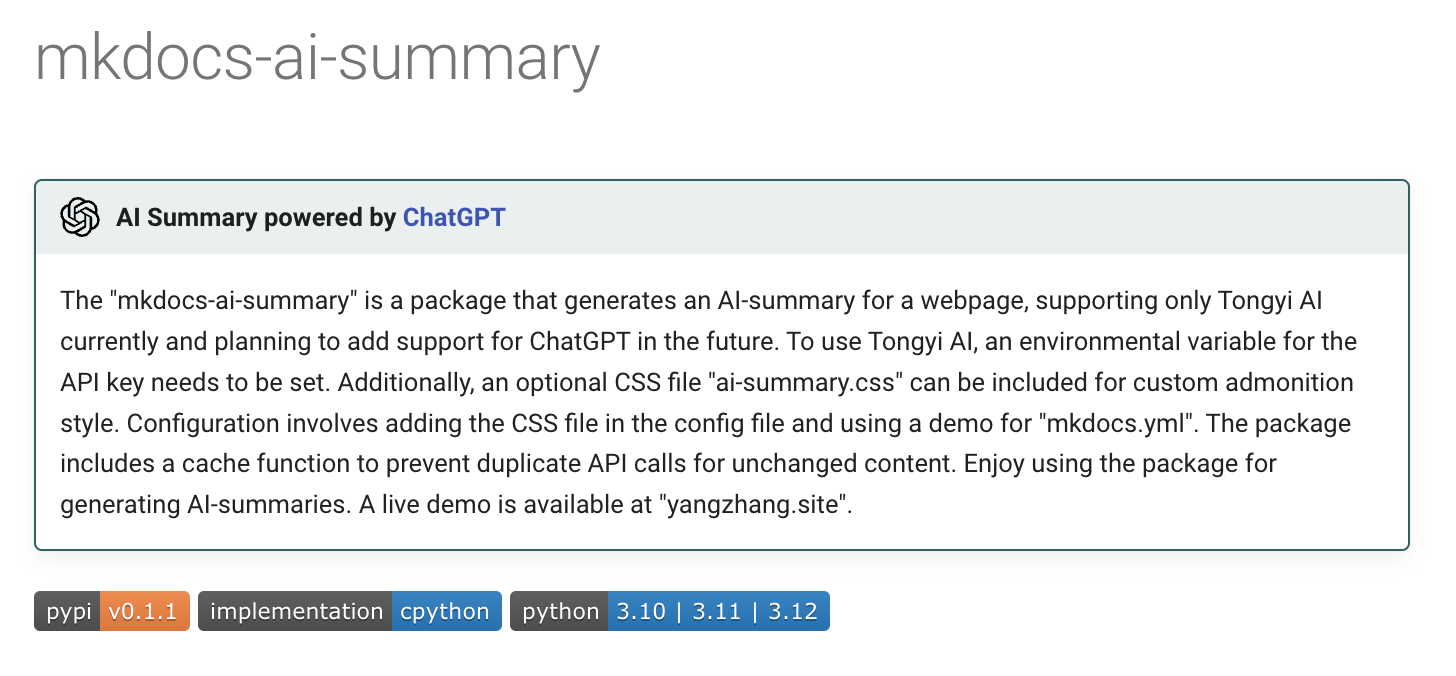 mkdocs-ai-summary
AI Summary powered by ChatGPT
The "mkdocs-ai-summary" is a package that generates an AI-summary for a webpage, supporting only Tongyi AI
currently and planning to add support for ChatGPT in the future. To use Tongyi AI, an environmental variable for the
API key needs to be set. Additionally, an optional CSS file "ai-summary.css" can be included for custom admonition
style. Configuration involves adding the CSS file in the config file and using a demo for "mkdocs.yml". The package
includes a cache function to prevent duplicate API calls for unchanged content. Enjoy using the package for
generating AI-summaries. A live demo is available at "yangzhang.site".
pypi v0.1.1 implementation cpython python 3.10 | 3.11 | 3.12